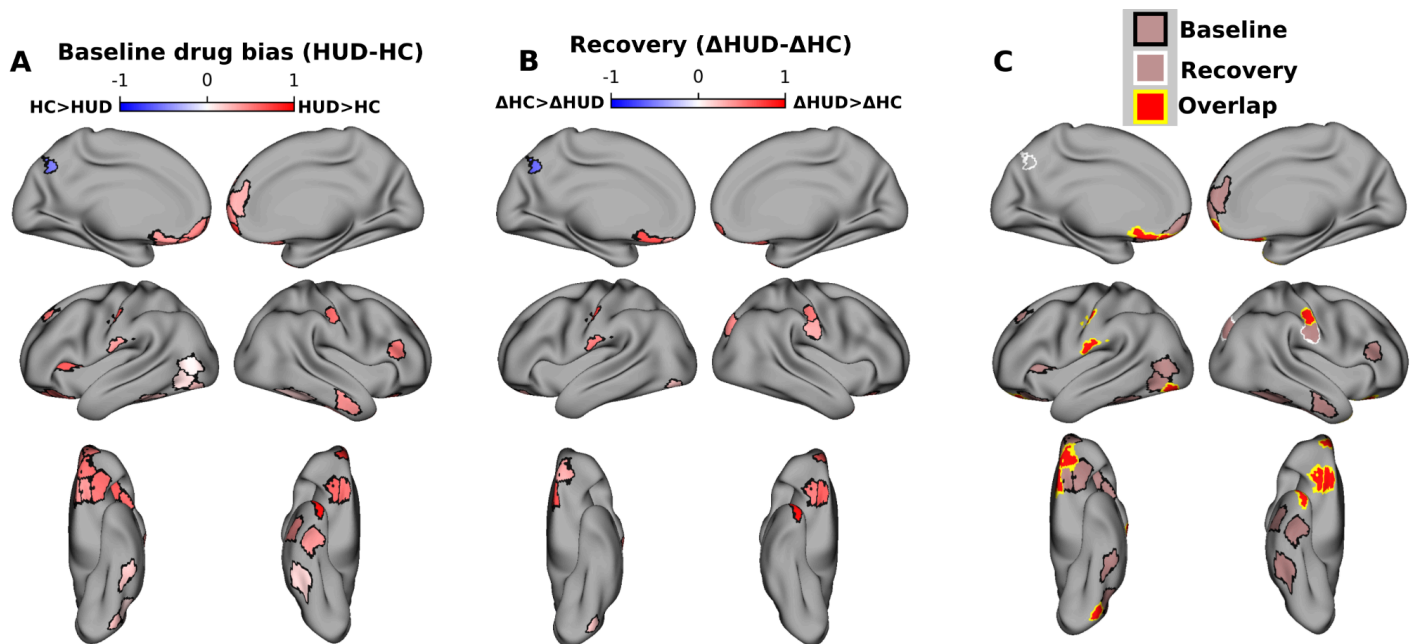 A
Baseline drug bias (HUD-HC)
-1 0 1
HC>HUD HUD>HC
B
Recovery (ΔHUD-ΔHC)
-1 0 1
ΔHC>ΔHUD ΔHUD>ΔHC
C
Baseline
Recovery
Overlap